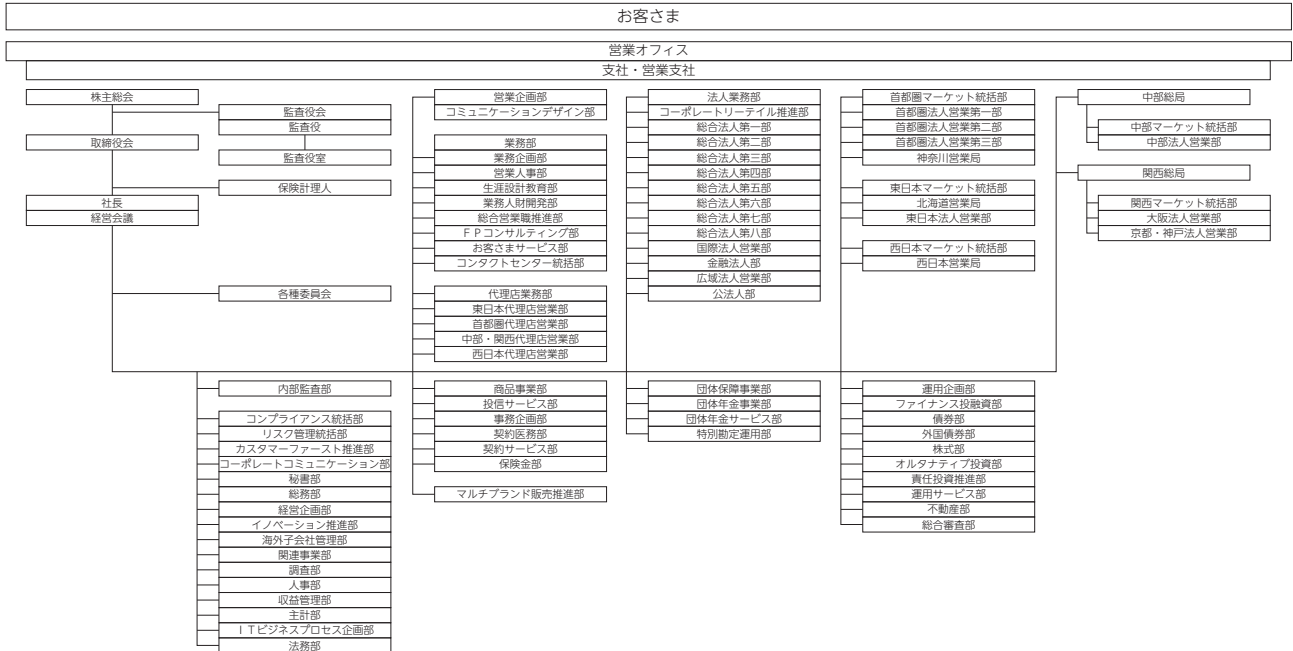 お客さま
営業オフィス
支社・営業支社
株主総会
監査役会
監査役
取締役会
監査役室
保険計理人
社長
経営会議
各種委員会
営業企画部
コミュニケーションデザイン部
業務部
業務企画部
営業人事部
生涯設計教育部
業務人財開発部
総合営業職推進部
ＦＰコンサルティング部
お客さまサービス部
コンタクトセンター統括部
代理店業務部
東日本代理店営業部
首都圏代理店営業部
中部・関西代理店営業部
西日本代理店営業部
法人業務部
コーポレートリーテイル推進部
総合法人第一部
総合法人第二部
総合法人第三部
総合法人第四部
総合法人第五部
総合法人第六部
総合法人第七部
総合法人第八部
国際法人営業部
金融法人部
広域法人営業部
公法人部
首都圏マーケット統括部
首都圏法人営業第一部
首都圏法人営業第二部
首都圏法人営業第三部
神奈川営業局
東日本マーケット統括部
北海道営業局
東日本法人営業部
西日本マーケット統括部
西日本営業局
中部総局
中部マーケット統括部
中部法人営業部
関西総局
関西マーケット統括部
大阪法人営業部
京都・神戸法人営業部
内部監査部
コンプライアンス統括部
リスク管理統括部
カスタマーファースト推進部
コーポレートコミュニケーション部
秘書部
総務部
経営企画部
イノベーション推進部
海外子会社管理部
関連事業部
調査部
人事部
収益管理部
主計部
ＩＴビジネスプロセス企画部
法務部
商品事業部
投信サービス部
事務企画部
契約医務部
契約サービス部
保険金部
マルチブランド販売推進部
団体保障事業部
団体年金事業部
団体年金サービス部
特別勘定運用部
運用企画部
ファイナンス投融資部
債券部
外国債券部
株式部
オルタナティブ投資部
責任投資推進部
運用サービス部
不動産部
総合審査部